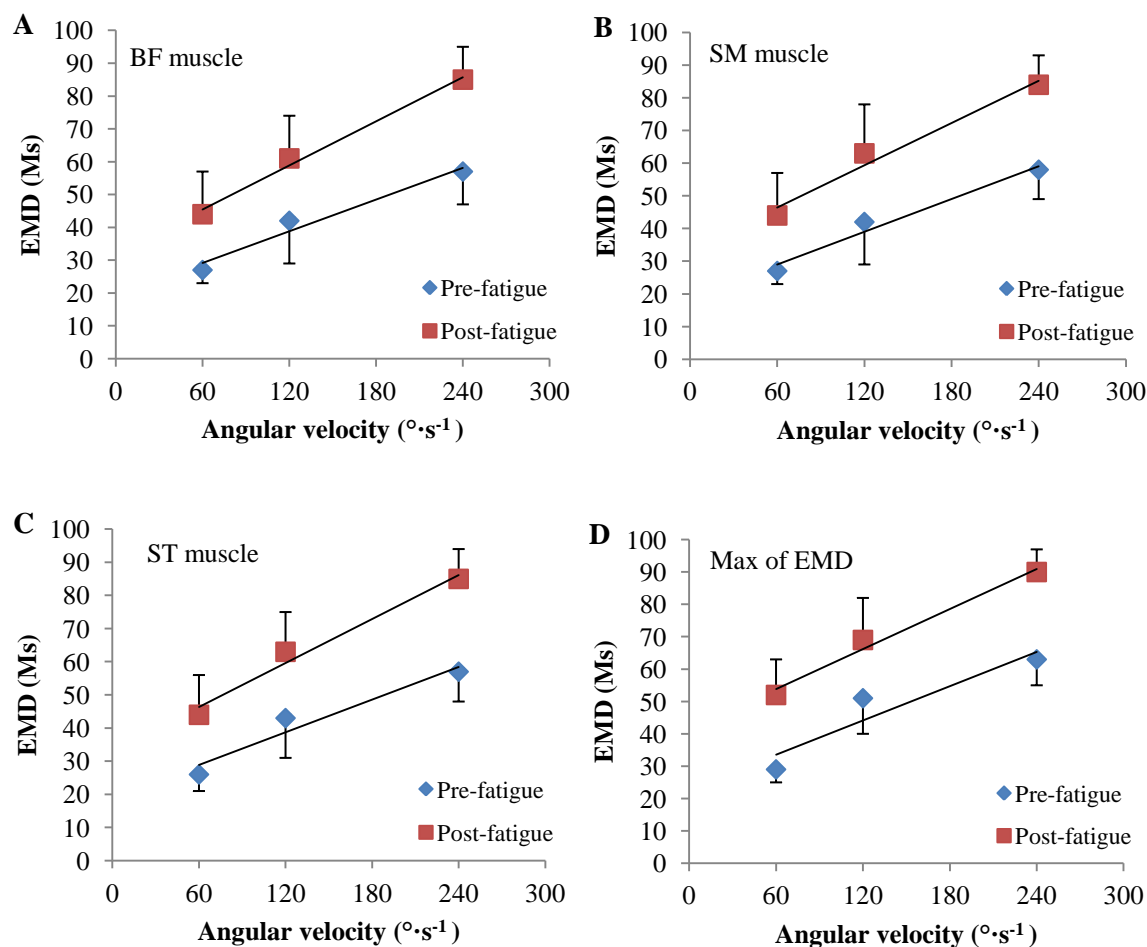 A
BF muscle
EMD (Ms)
100
90
80
70
60
50
40
30
20
10
0
Pre-fatigue
Post-fatigue
0 60 120 180 240 300
Angular velocity (°·s-1 )
B
SM muscle
EMD (Ms)
100
90
80
70
60
50
40
30
20
10
0
Pre-fatigue
Post-fatigue
0 60 120 180 240 300
Angular velocity (°·s-1 )
C
ST muscle
EMD (Ms)
100
90
80
70
60
50
40
30
20
10
0
Pre-fatigue
Post-fatigue
0 60 120 180 240 300
Angular velocity (°·s-1 )
D
Max of EMD
EMD (Ms)
100
90
80
70
60
50
40
30
20
10
0
Pre-fatigue
Post-fatigue
0 60 120 180 240 300
Angular velocity (°·s-1 )